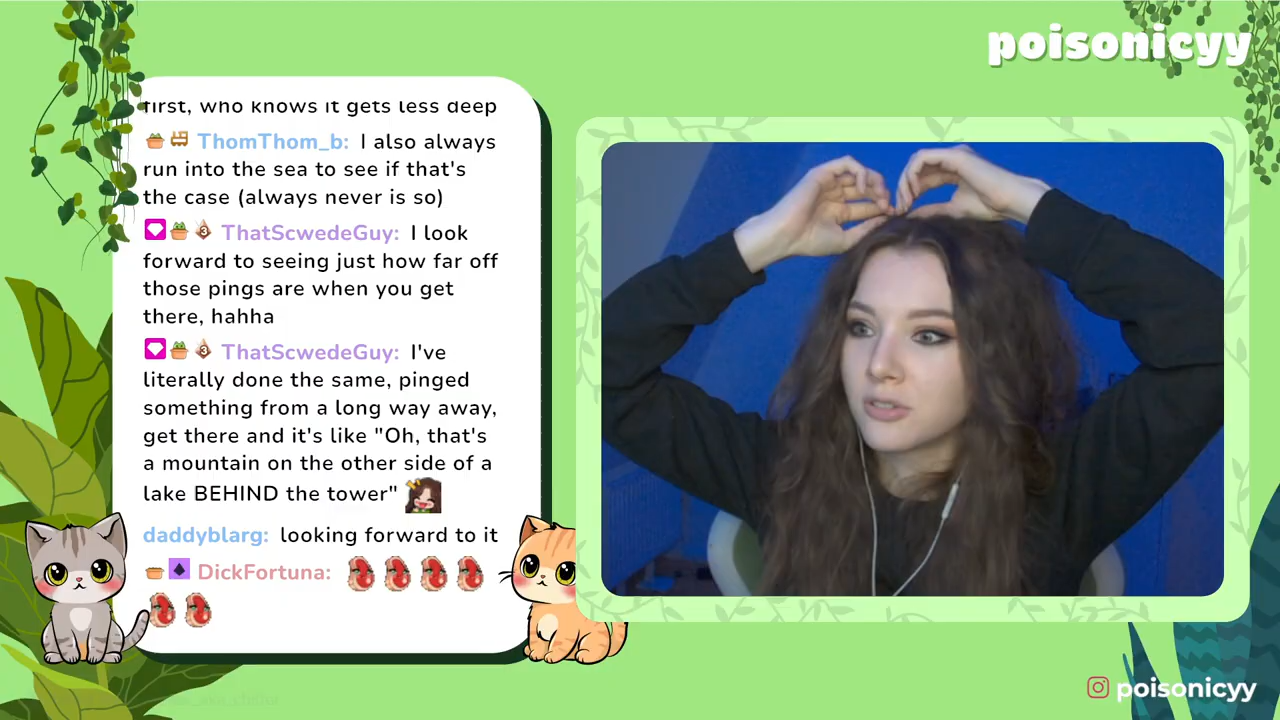 poisonicyy
first, who knows it gets less deep
ThomThom_b: I also always
run into the sea to see if that's
the case (always never is so)
3 ThatScwedeGuy: I look
forward to seeing just how far off
those pings are when you get
there, hahha
3 ThatScwedeGuy: I've
literally done the same, pinged
something from a long way away,
get there and it's like "Oh, that's
a mountain on the other side of a
lake BEHIND the tower"
daddyblarg: looking forward to it
DickFortuna:
poisonicyy